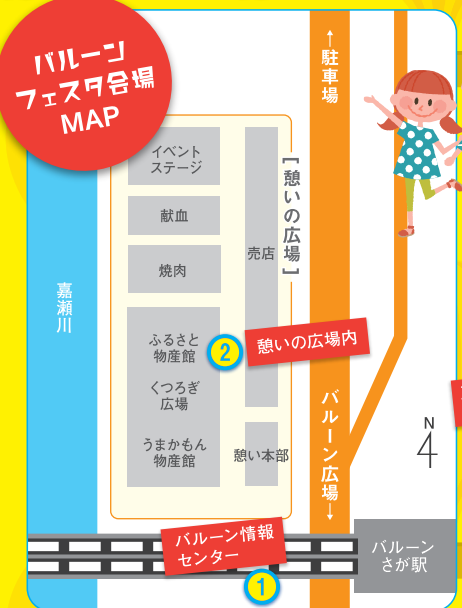 バルーン
フェスタ会場
MAP
↑駐車場
イベント
ステージ
献血
焼肉
売店
[憩いの広場]
嘉瀬川
ふるさと
物産館
2
憩いの広場内
くつろぎ
広場
うまかもん
物産館
憩い本部
バルーン広場↓
N
バルーン情報
センター
1
バルーン
さが駅